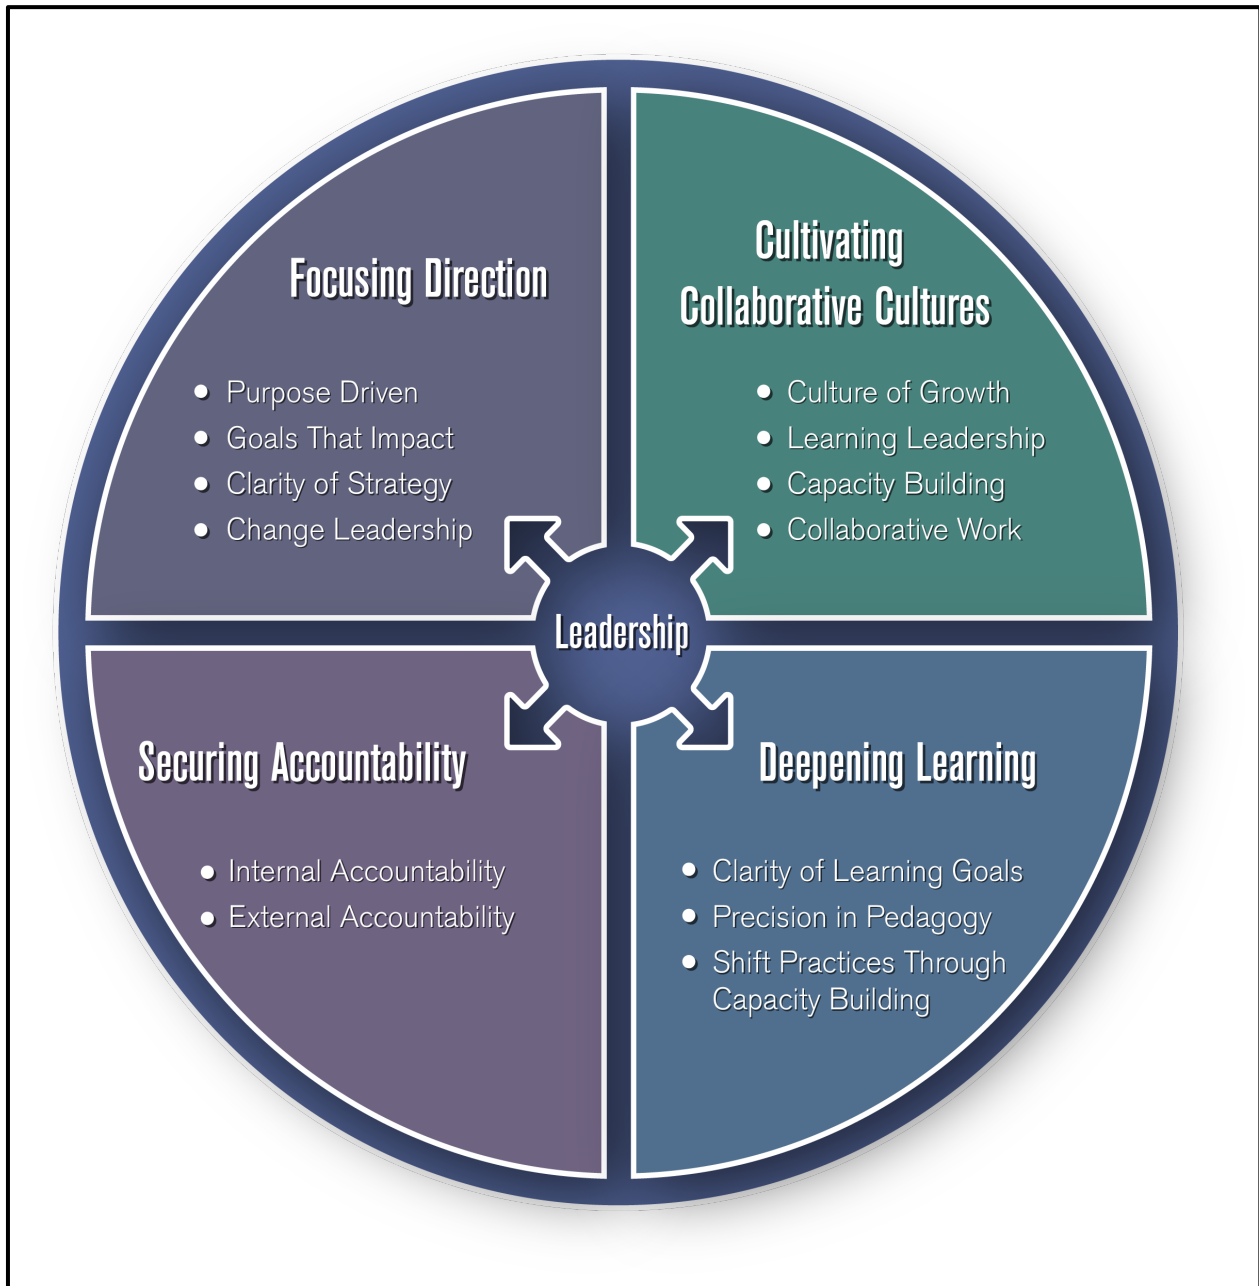 Focusing Direction
• Purpose Driven
• Goals That Impact
• Clarity of Strategy
• Change Leadership
Cultivating
Collaborative Cultures
• Culture of Growth
• Learning Leadership
• Capacity Building
• Collaborative Work
Leadership
Securing Accountability
• Internal Accountability
• External Accountability
Deepening Learning
• Clarity of Learning Goals
• Precision in Pedagogy
• Shift Practices Through
Capacity Building